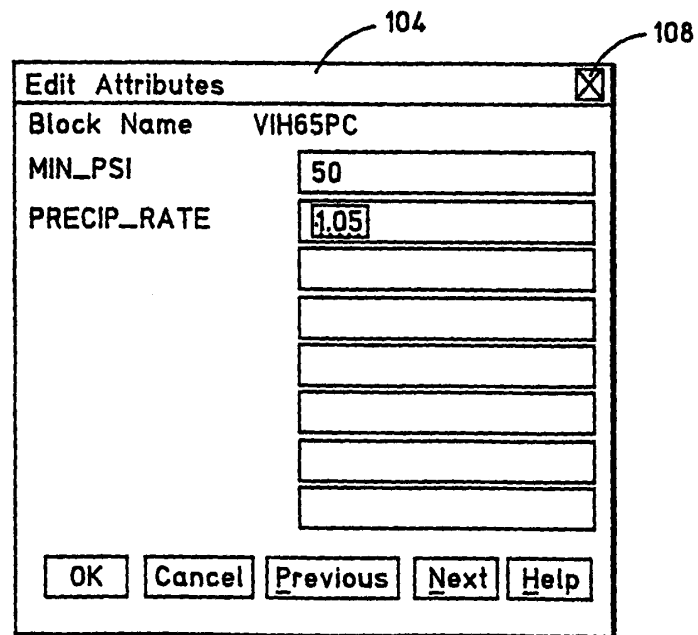 104
108
Edit Attributes
Block Name VIH65PC
MIN_PSI 50
PRECIP_RATE 1.05
OK Cancel Previous Next Help